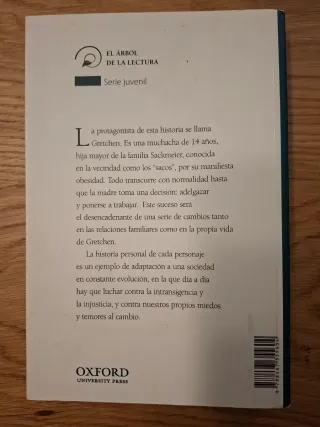 EL ÁRBOL
DE LA LECTURA
Serie juvenil
La protagonista de esta historia se llama
Gretchen. Es una muchacha de 14 años,
hija mayor de la familia Sackmeier, conocida
en la vecindad como los "sacos", por su manifiesta
obesidad. Todo transcurre con normalidad hasta
que la madre toma una decisión: adelgazar
y ponerse a trabajar. Este suceso será
el desencadenante de una serie de cambios tanto
en las relaciones familiares como en la propia vida
de Gretchen.
La historia personal de cada personaje
es un ejemplo de adaptación a una sociedad
en constante evolución, en la que día a día
hay que luchar contra la intransigencia y
la injusticia, y contra nuestros propios miedos
y temores al cambio.
OXFORD
UNIVERSITY PRESS